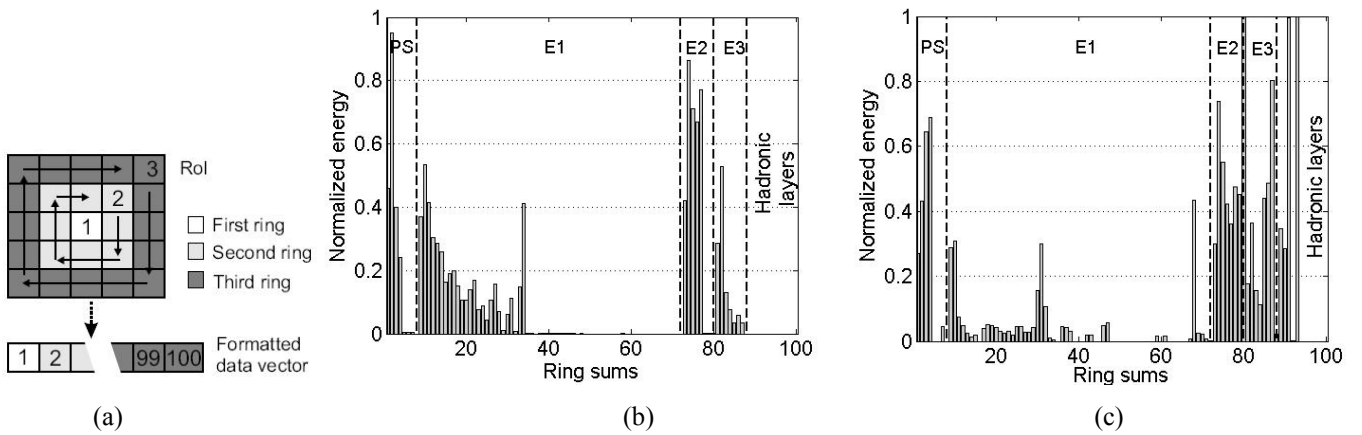 3
RoI
2
1
First ring
Second ring
Third ring
1 2 99 100
Formatted
data vector
(a)
1
0.8
0.6
0.4
0.2
0
Normalized energy
PS
E1
E2
E3
Hadronic
layers
20 40 60 80 100
Ring sums
(b)
1
0.8
0.6
0.4
0.2
0
Normalized energy
PS
E1
E2
E3
Hadronic layers
20 40 60 80 100
Ring sums
(c)